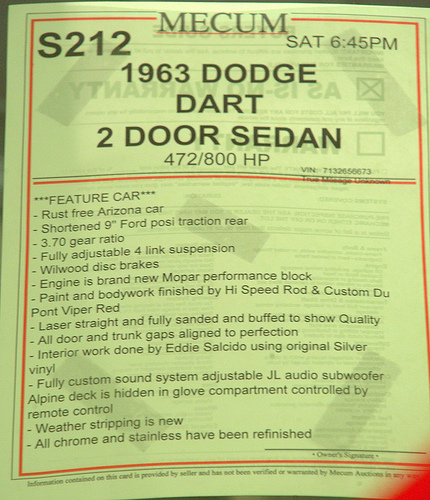 MECUM
S212
SAT 6:45PM
1963 DODGE
DART
2 DOOR SEDAN
472/800 HP
VIN: 7132656673
True Mileage Unknown
***FEATURE CAR***
- Rust free Arizona car
- Shortened 9" Ford posi traction rear
- 3.70 gear ratio
- Fully adjustable 4 link suspension
- Wilwood disc brakes
- Engine is brand new Mopar performance block
- Paint and bodywork finished by Hi Speed Rod & Custom Du
Pont Viper Red
- Laser straight and fully sanded and buffed to show Quality
- All door and trunk gaps aligned to perfection
- Interior work done by Eddie Salcido using original Silver
vinyl
- Fully custom sound system adjustable JL audio subwoofer
Alpine deck is hidden in glove compartment controlled by
remote control
- Weather stripping is new
- All chrome and stainless have been refinished
• Owner's Signature •
Information contained on this card is provided by seller and has not been verified or warranted by Mecum Auctions in any